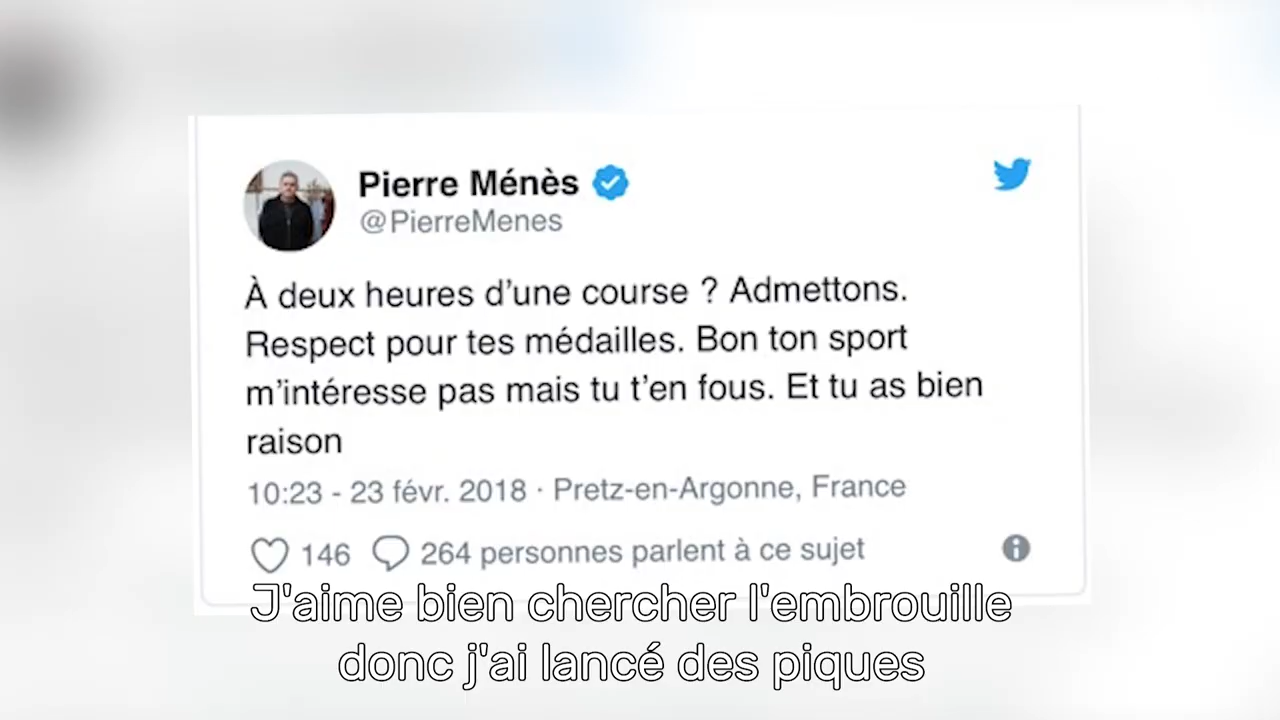 Pierre Ménès
@PierreMenes
À deux heures d'une course ? Admettons.
Respect pour tes médailles. Bon ton sport
m'intéresse pas mais tu t'en fous. Et tu as bien
raison
10:23 - 23 févr. 2018 · Pretz-en-Argonne, France
146 264 personnes parlent à ce sujet
J'aime bien chercher l'embrouille
donc j'ai lancé des piques